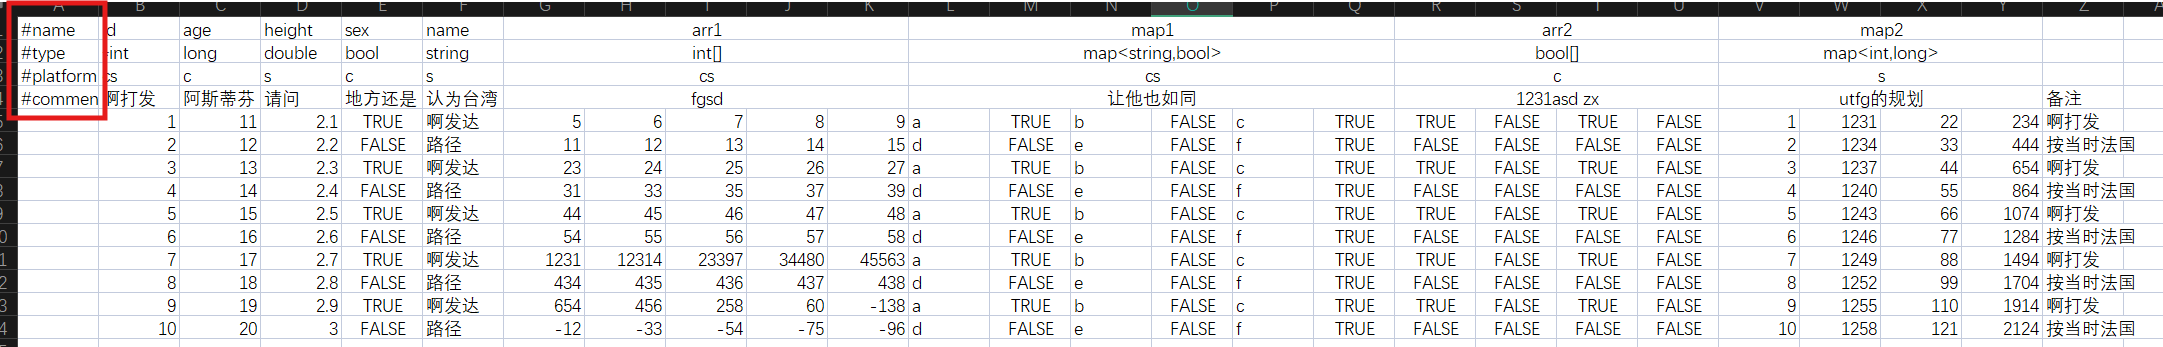 A B C D E F G H I J K L M N O P Q R S T U V W X Y Z
#name id age height sex name arr1 map1 arr2 map2
#type int long double bool string int[] map<string,bool> bool[] map<int,long>
#platform cs c s c s cs cs c s
#commen 啊打发 阿斯蒂芬 请问 地方还是 认为台湾 fgsd 让他也如同 1231asd zx utfg的规划 备注
1 11 2.1 TRUE 啊发达 5 6 7 8 9 a TRUE b FALSE c TRUE TRUE FALSE TRUE FALSE 1 1231 22 234 啊打发
2 12 2.2 FALSE 路径 11 12 13 14 15 d FALSE e FALSE f TRUE FALSE FALSE FALSE FALSE 2 1234 33 444 按当时法国
3 13 2.3 TRUE 啊发达 23 24 25 26 27 a TRUE b FALSE c TRUE TRUE FALSE TRUE FALSE 3 1237 44 654 啊打发
4 14 2.4 FALSE 路径 31 33 35 37 39 d FALSE e FALSE f TRUE FALSE FALSE FALSE FALSE 4 1240 55 864 按当时法国
5 15 2.5 TRUE 啊发达 44 45 46 47 48 a TRUE b FALSE c TRUE TRUE FALSE TRUE FALSE 5 1243 66 1074 啊打发
6 16 2.6 FALSE 路径 54 55 56 57 58 d FALSE e FALSE f TRUE FALSE FALSE FALSE FALSE 6 1246 77 1284 按当时法国
7 17 2.7 TRUE 啊发达 1231 12314 23397 34480 45563 a TRUE b FALSE c TRUE TRUE FALSE TRUE FALSE 7 1249 88 1494 啊打发
8 18 2.8 FALSE 路径 434 435 436 437 438 d FALSE e FALSE f TRUE FALSE FALSE FALSE FALSE 8 1252 99 1704 按当时法国
9 19 2.9 TRUE 啊发达 654 456 258 60 -138 a TRUE b FALSE c TRUE TRUE FALSE TRUE FALSE 9 1255 110 1914 啊打发
10 20 3 FALSE 路径 -12 -33 -54 -75 -96 d FALSE e FALSE f TRUE FALSE FALSE FALSE FALSE 10 1258 121 2124 按当时法国